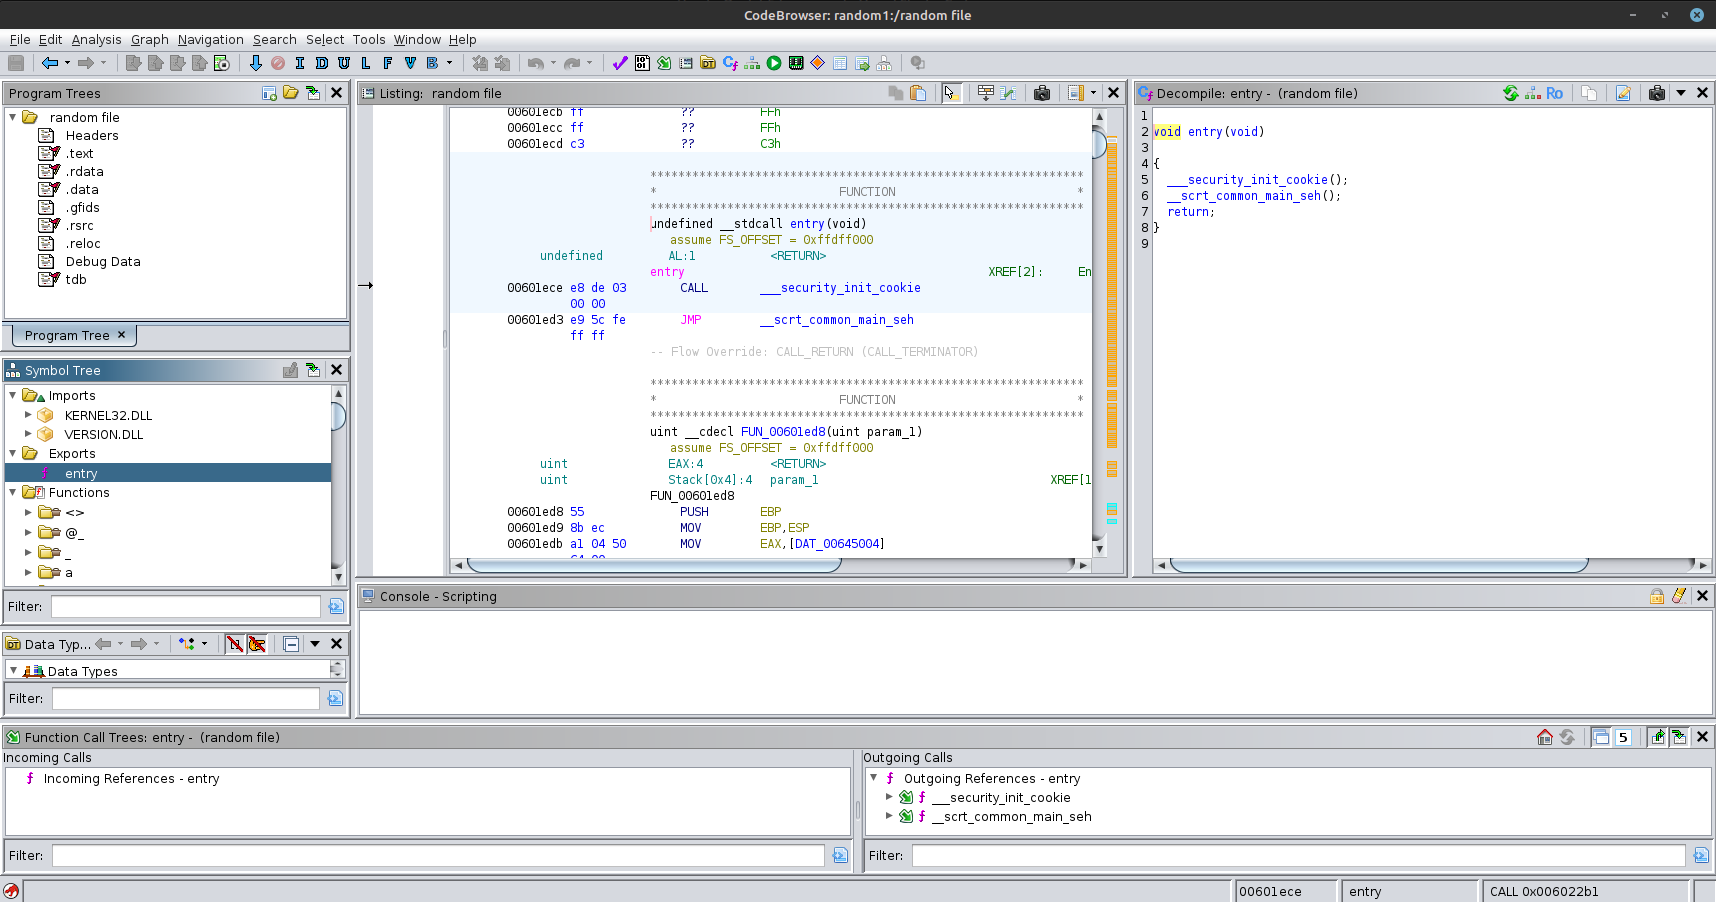 CodeBrowser: random1:/random file
File Edit Analysis Graph Navigation Search Select Tools Window Help
I D U L F V B
Program Trees
random file
Headers
.text
.rdata
.data
.gfids
.rsrc
.reloc
Debug Data
tdb
Program Tree ×
Symbol Tree
Imports
KERNEL32.DLL
VERSION.DLL
Exports
f entry
Functions
<>
@_
_
a
Filter:
DT Data Typ...
Data Types
Filter:
Listing: random file
00601ecb ff ?? FFh
00601ecc ff ?? FFh
00601ecd c3 ?? C3h
**************************************************************
* FUNCTION *
**************************************************************
undefined __stdcall entry(void)
assume FS_OFFSET = 0xffdff000
undefined AL:1 <RETURN>
entry XREF[2]: En
00601ece e8 de 03 CALL ___security_init_cookie
00 00
00601ed3 e9 5c fe JMP __scrt_common_main_seh
ff ff
-- Flow Override: CALL_RETURN (CALL_TERMINATOR)
**************************************************************
* FUNCTION *
**************************************************************
uint __cdecl FUN_00601ed8(uint param_1)
assume FS_OFFSET = 0xffdff000
uint EAX:4 <RETURN>
uint Stack[0x4]:4 param_1 XREF[1
FUN_00601ed8
00601ed8 55 PUSH EBP
00601ed9 8b ec MOV EBP,ESP
00601edb a1 04 50 MOV EAX,[DAT_00645004]
64 00
Decompile: entry - (random file)
Ro
1
2 void entry(void)
3
4 {
5 ___security_init_cookie();
6 __scrt_common_main_seh();
7 return;
8 }
9
Console - Scripting
Function Call Trees: entry - (random file)
5
Incoming Calls
f Incoming References - entry
Filter:
Outgoing Calls
f Outgoing References - entry
f ___security_init_cookie
f __scrt_common_main_seh
Filter:
00601ece entry CALL 0x006022b1